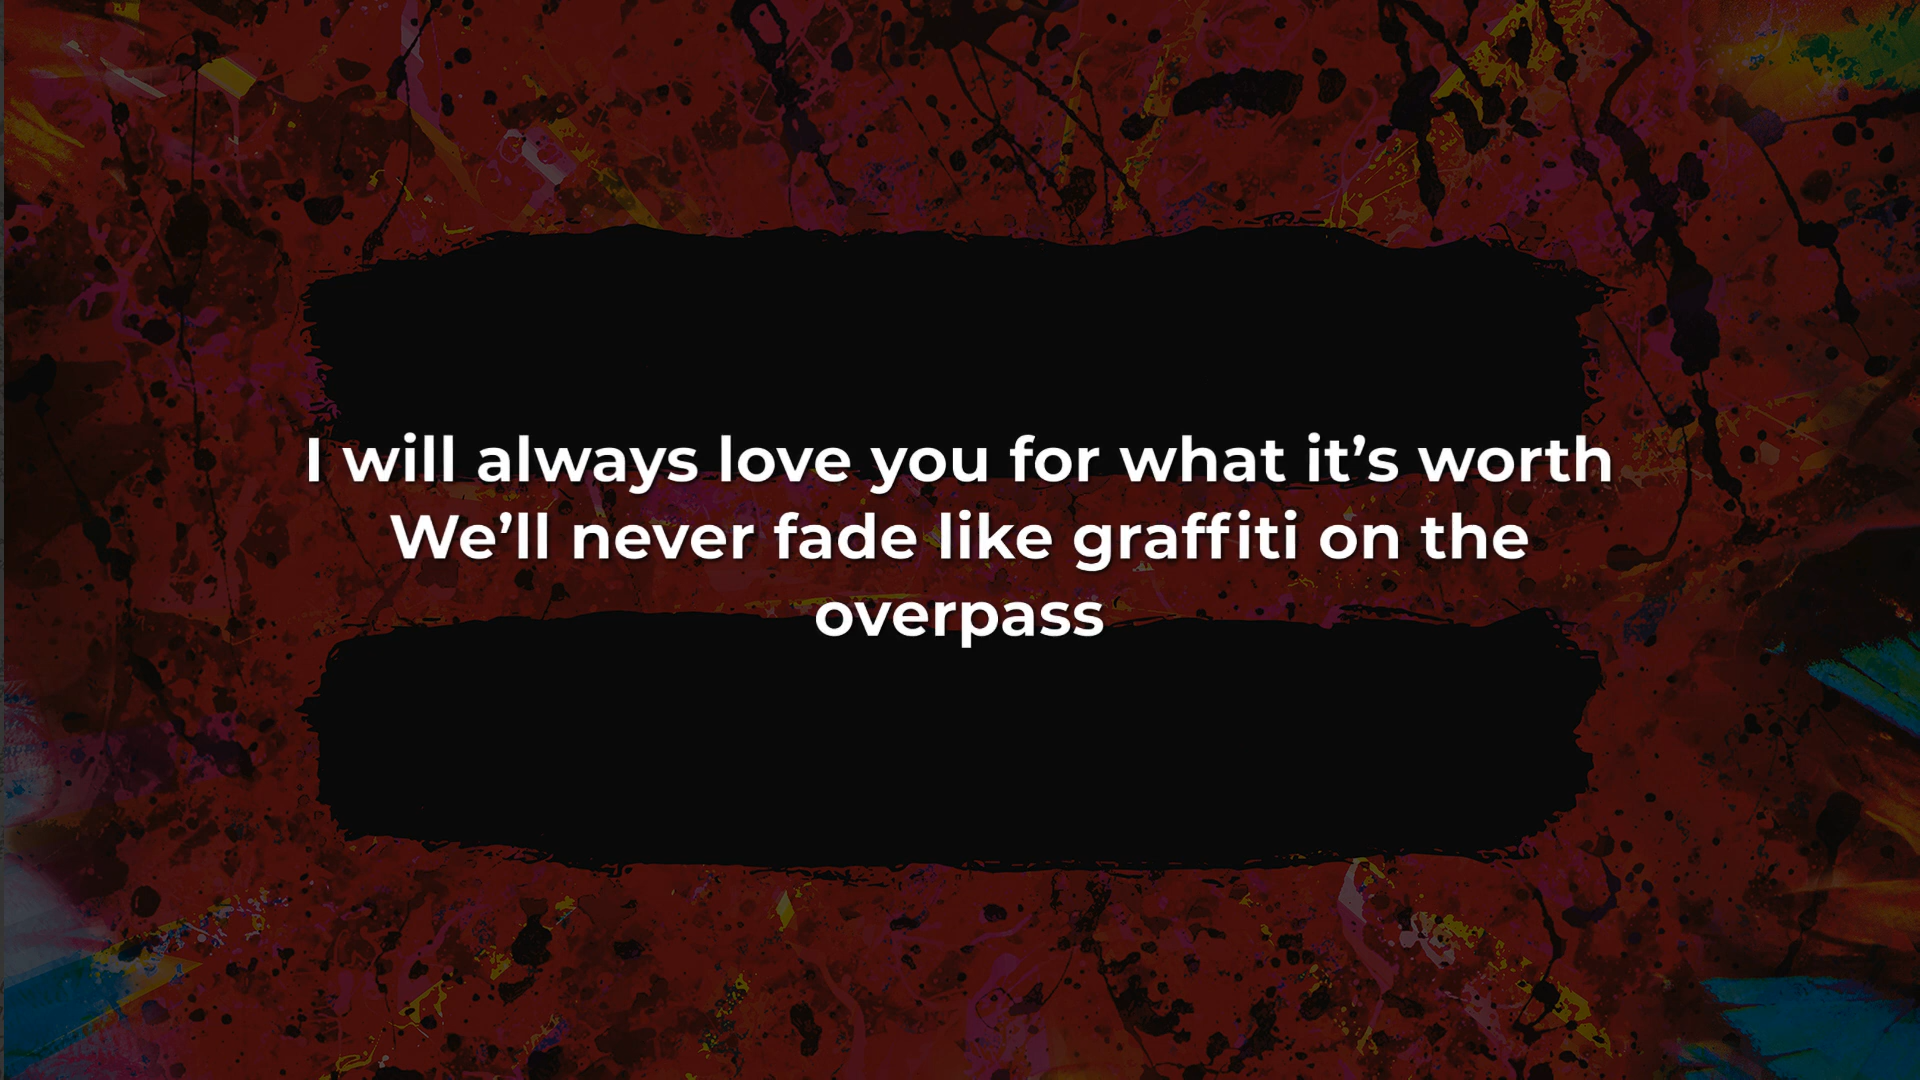 I will always love you for what it’s worth
We’ll never fade like graffiti on the
overpass